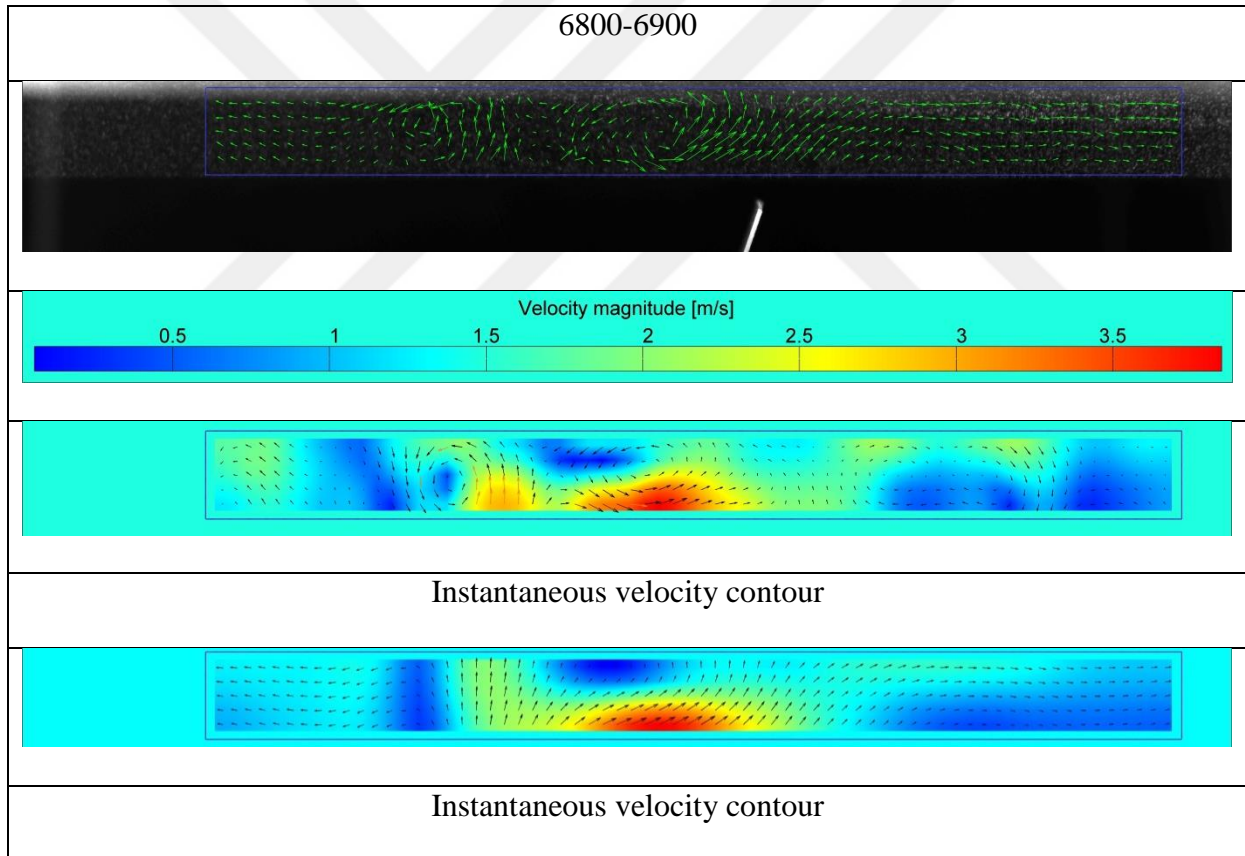 6800-6900
Velocity magnitude [m/s]
0.5 1 1.5 2 2.5 3 3.5
Instantaneous velocity contour
Instantaneous velocity contour